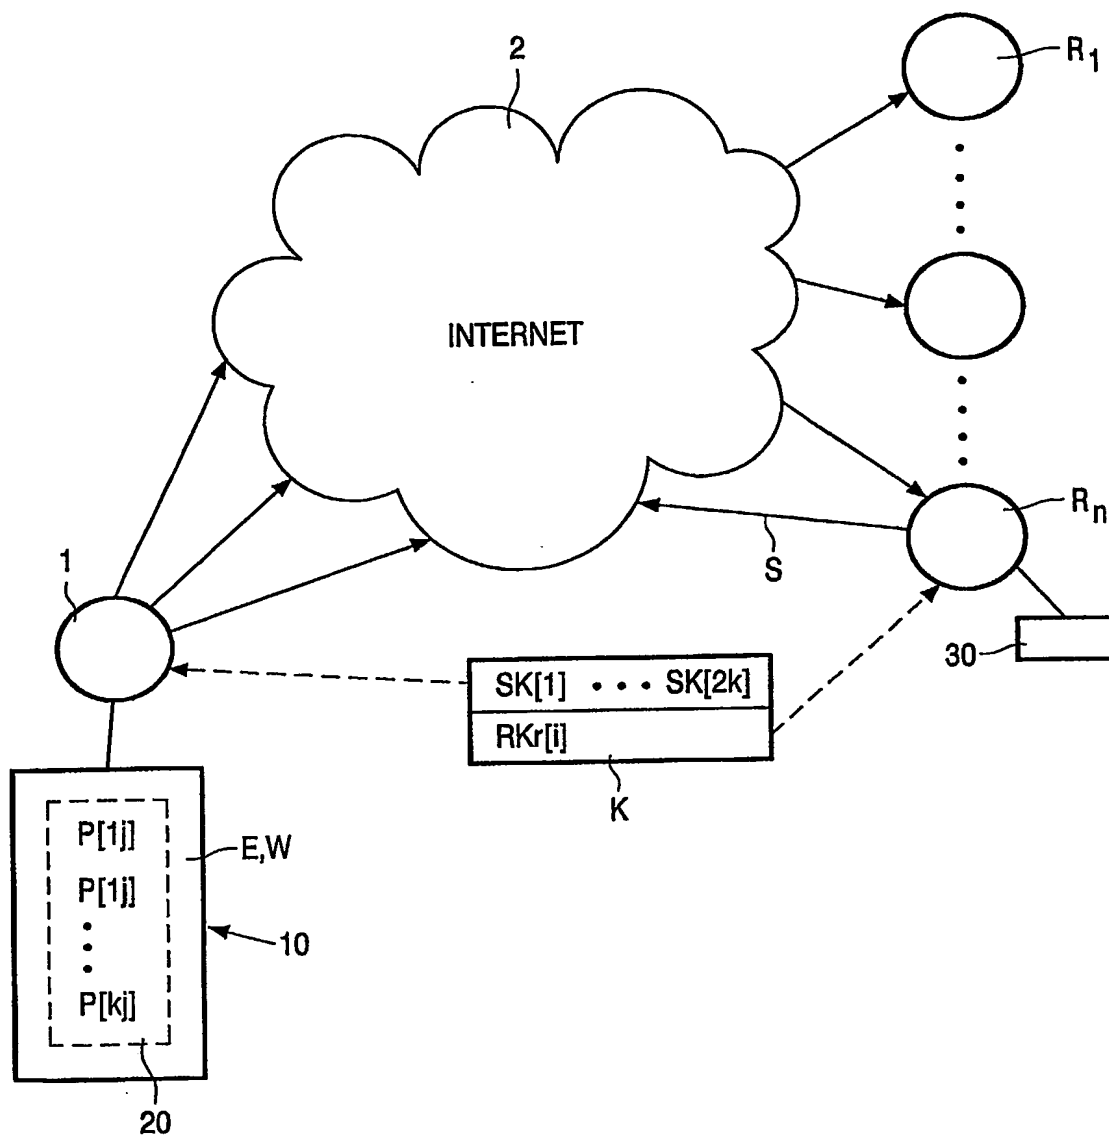 2
R1
INTERNET
Rn
S
1
30
SK[1] • • • • SK[2k]
RKr[i]
K
P[1j]
E,W
P[1j]
10
P[kj]
20